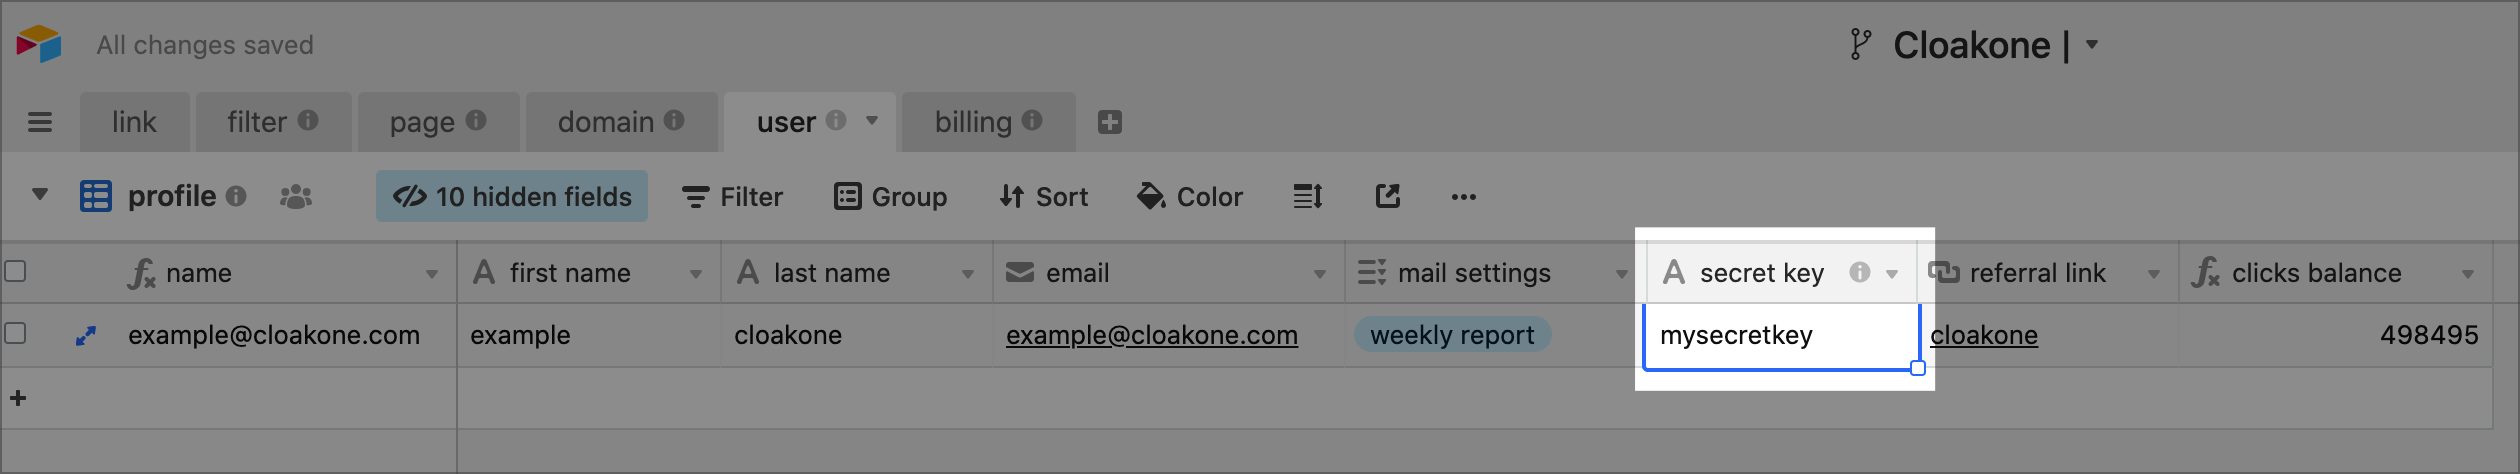 All changes saved
Cloakone |
link filter page domain user billing
profile 10 hidden fields Filter Group Sort Color
name first name last name email mail settings secret key referral link clicks balance
example@cloakone.com example cloakone example@cloakone.com weekly report mysecretkey cloakone 498495